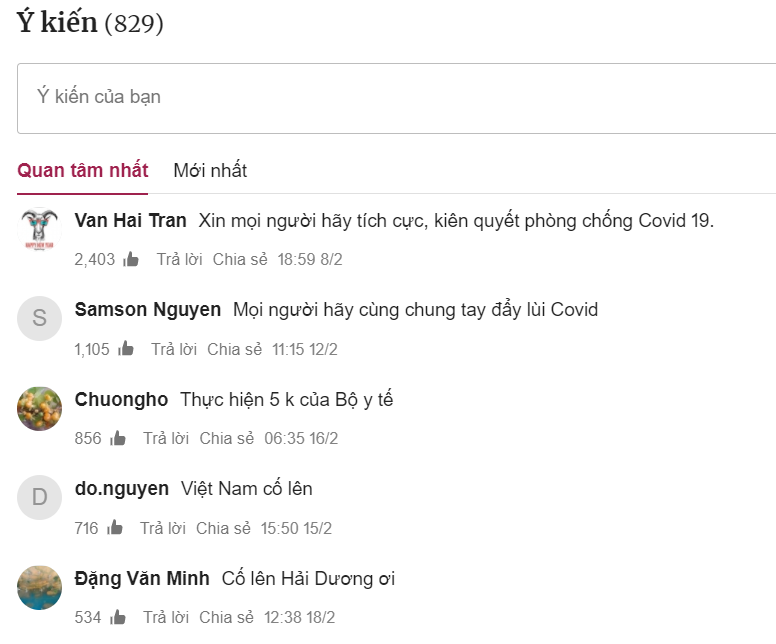 Ý kiến (829)
Ý kiến của bạn
Quan tâm nhất Mới nhất
Van Hai Tran Xin mọi người hãy tích cực, kiên quyết phòng chống Covid 19.
2,403 Trả lời Chia sẻ 18:59 8/2
S
Samson Nguyen Mọi người hãy cùng chung tay đẩy lùi Covid
1,105 Trả lời Chia sẻ 11:15 12/2
Chuongho Thực hiện 5 k của Bộ y tế
856 Trả lời Chia sẻ 06:35 16/2
D
do.nguyen Việt Nam cố lên
716 Trả lời Chia sẻ 15:50 15/2
Đặng Văn Minh Cố lên Hải Dương ơi
534 Trả lời Chia sẻ 12:38 18/2